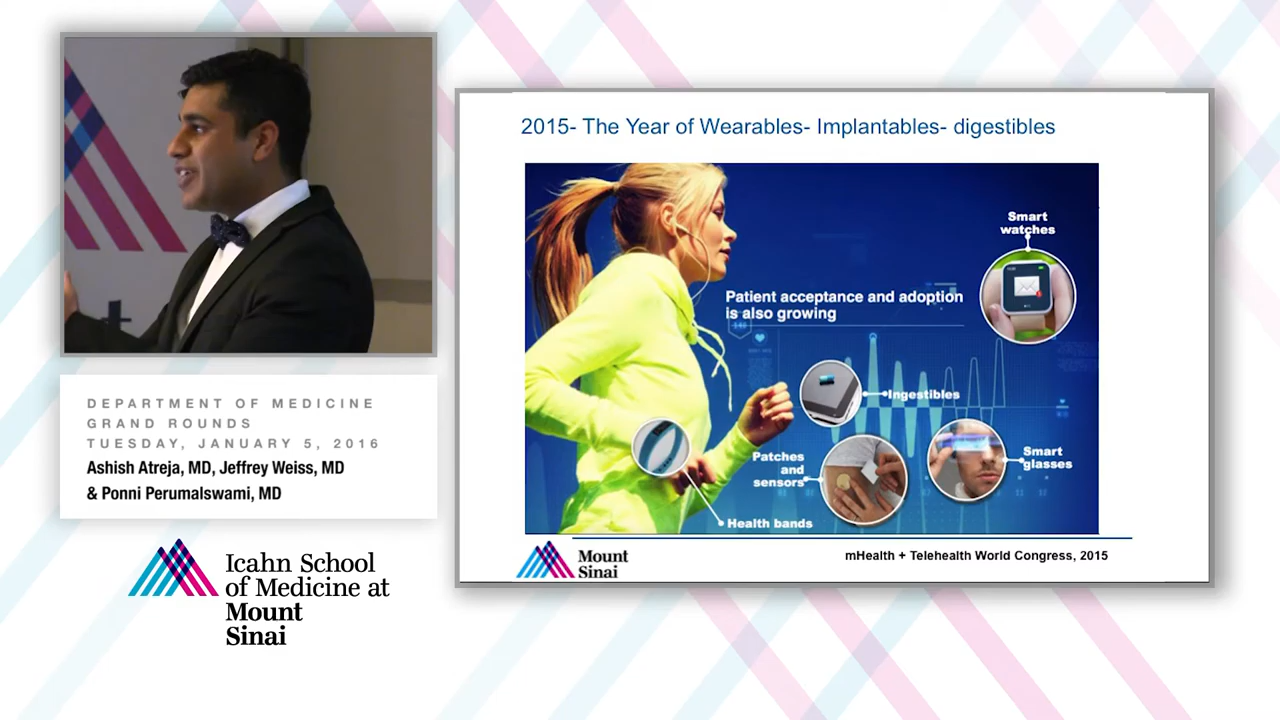 DEPARTMENT OF MEDICINE
GRAND ROUNDS
TUESDAY, JANUARY 5, 2016
Ashish Atreja, MD, Jeffrey Weiss, MD
& Ponni Perumalswami, MD
Icahn School
of Medicine at
Mount
Sinai
2015- The Year of Wearables- Implantables- digestibles
Smart
watches
Patient acceptance and adoption
is also growing
Ingestibles
Patches
and
sensors
Smart
glasses
Health bands
Mount
Sinai
mHealth + Telehealth World Congress, 2015